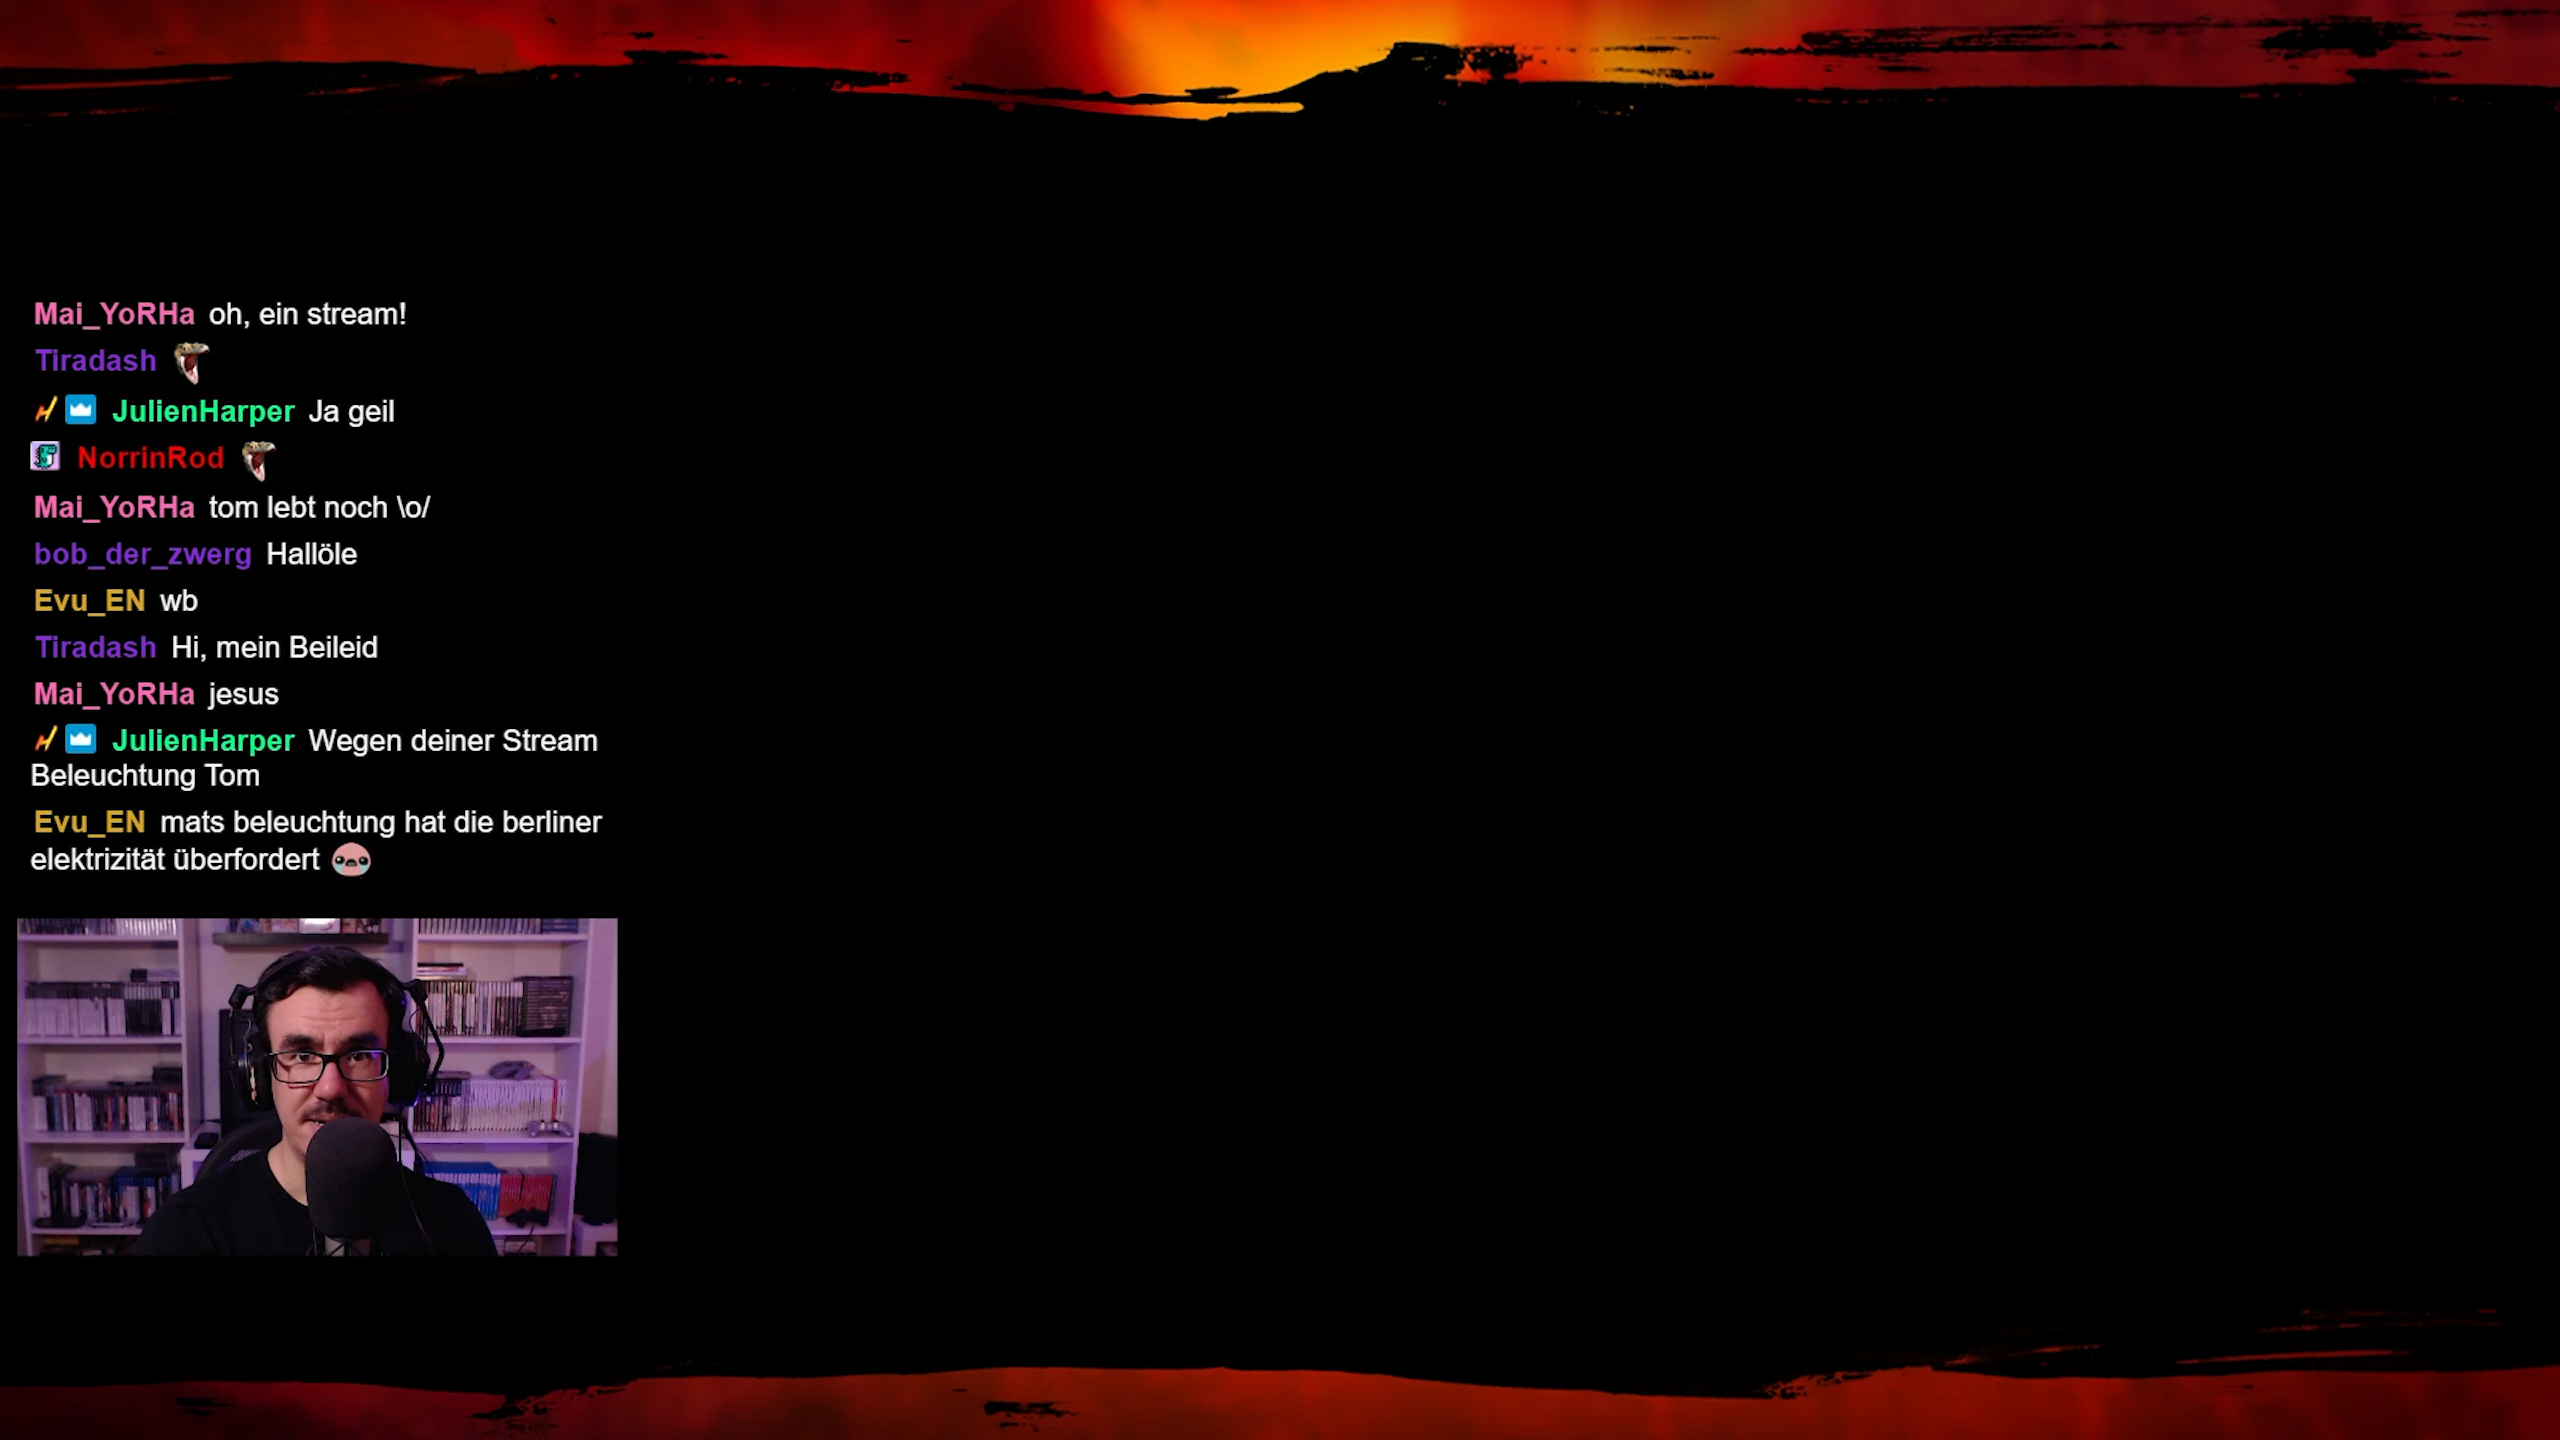 Mai_YoRHa oh, ein stream!
Tiradash
JulienHarper Ja geil
NorrinRod
Mai_YoRHa tom lebt noch \o/
bob_der_zwerg Hallöle
Evu_EN wb
Tiradash Hi, mein Beileid
Mai_YoRHa jesus
JulienHarper Wegen deiner Stream
Beleuchtung Tom
Evu_EN mats beleuchtung hat die berliner
elektrizität überfordert